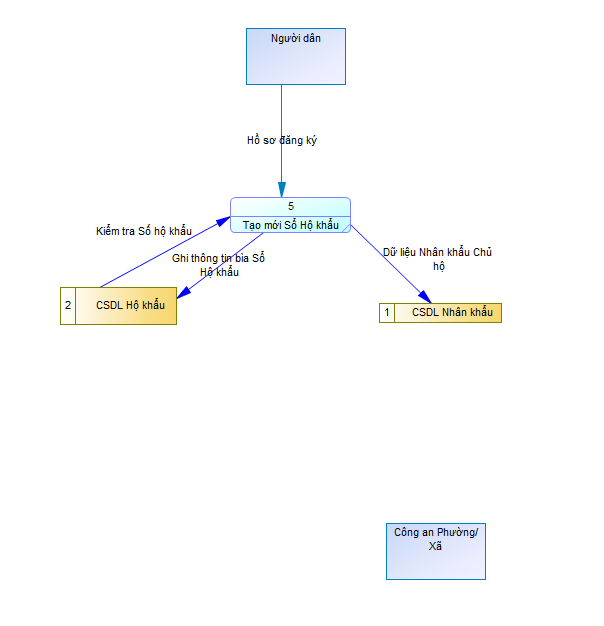 Người dân
Hồ sơ đăng ký
5
Tạo mới Sổ Hộ khẩu
Kiểm tra Số hộ khẩu
Ghi thông tin bìa Sổ
Hộ khẩu
Dữ liệu Nhân khẩu Chủ
hộ
2 CSDL Hộ khẩu
1 CSDL Nhân khẩu
Công an Phường/
Xã